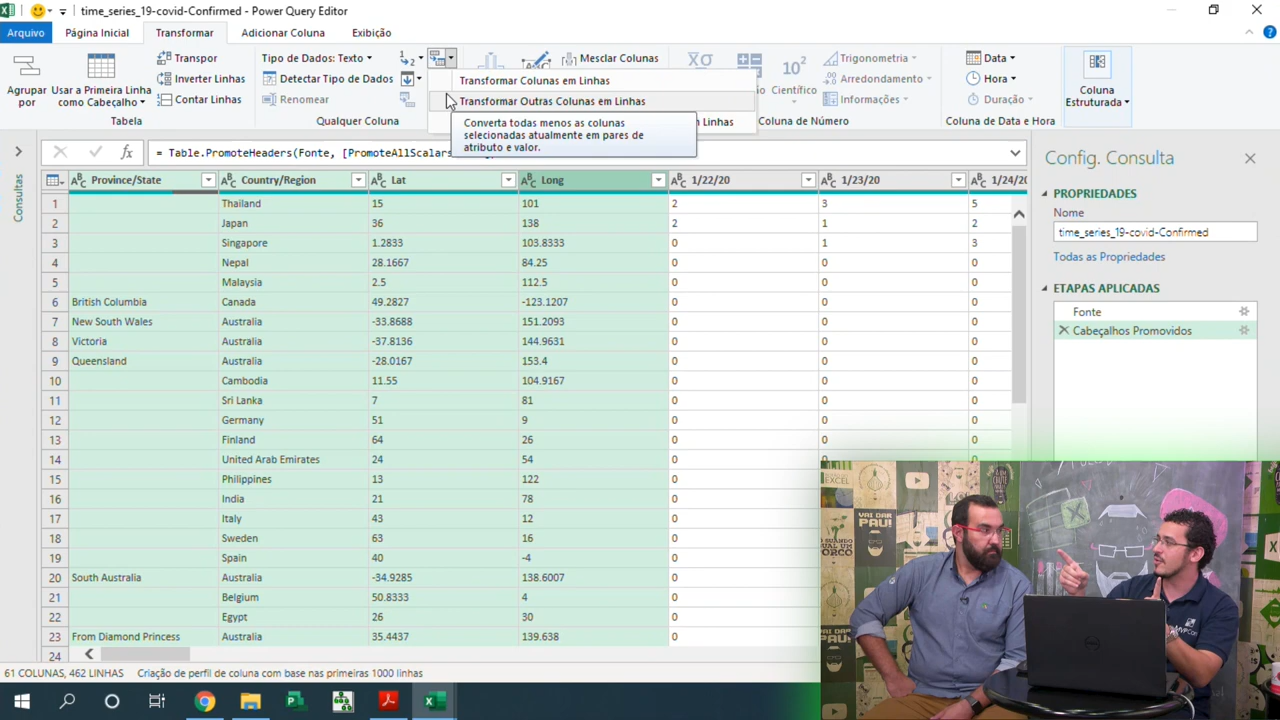 time_series_19-covid-Confirmed - Power Query Editor
Arquivo Página Inicial Transformar Adicionar Coluna Exibição
Agrupar por
Usar a Primeira Linha como Cabeçalho
Transpor
Inverter Linhas
Contar Linhas
Tabela
Tipo de Dados: Texto
Detectar Tipo de Dados
Renomear
Qualquer Coluna
Transformar Colunas em Linhas
Transformar Outras Colunas em Linhas
Linhas
Converta todas menos as colunas
selecionadas atualmente em pares de
atributo e valor.
Mesclar Colunas
Científico
Trigonometria
Arredondamento
Informações
Coluna de Número
Data
Hora
Duração
Coluna de Data e Hora
Coluna Estruturada
= Table.PromoteHeaders(Fonte, [PromoteAllScalars
Consultas
Province/State Country/Region Lat Long 1/22/20 1/23/20 1/24/20
1 Thailand 15 101 2 3 5
2 Japan 36 138 2 1 2
3 Singapore 1.2833 103.8333 0 1 3
4 Nepal 28.1667 84.25 0 0 0
5 Malaysia 2.5 112.5 0 0 0
6 British Columbia Canada 49.2827 -123.1207 0 0 0
7 New South Wales Australia -33.8688 151.2093 0 0 0
8 Victoria Australia -37.8136 144.9631 0 0 0
9 Queensland Australia -28.0167 153.4 0 0 0
10 Cambodia 11.55 104.9167 0 0 0
11 Sri Lanka 7 81 0 0 0
12 Germany 51 9 0 0 0
13 Finland 64 26 0 0 0
14 United Arab Emirates 24 54 0 0 0
15 Philippines 13 122 0
16 India 21 78 0
17 Italy 43 12 0
18 Sweden 63 16 0
19 Spain 40 -4 0
20 South Australia Australia -34.9285 138.6007 0
21 Belgium 50.8333 4 0
22 Egypt 26 30 0
23 From Diamond Princess Australia 35.4437 139.638 0
24
Config. Consulta
PROPRIEDADES
Nome
time_series_19-covid-Confirmed
Todas as Propriedades
ETAPAS APLICADAS
Fonte
Cabeçalhos Promovidos
61 COLUNAS, 462 LINHAS Criação de perfil de coluna com base nas primeiras 1000 linhas
VAI DAR
PAU!